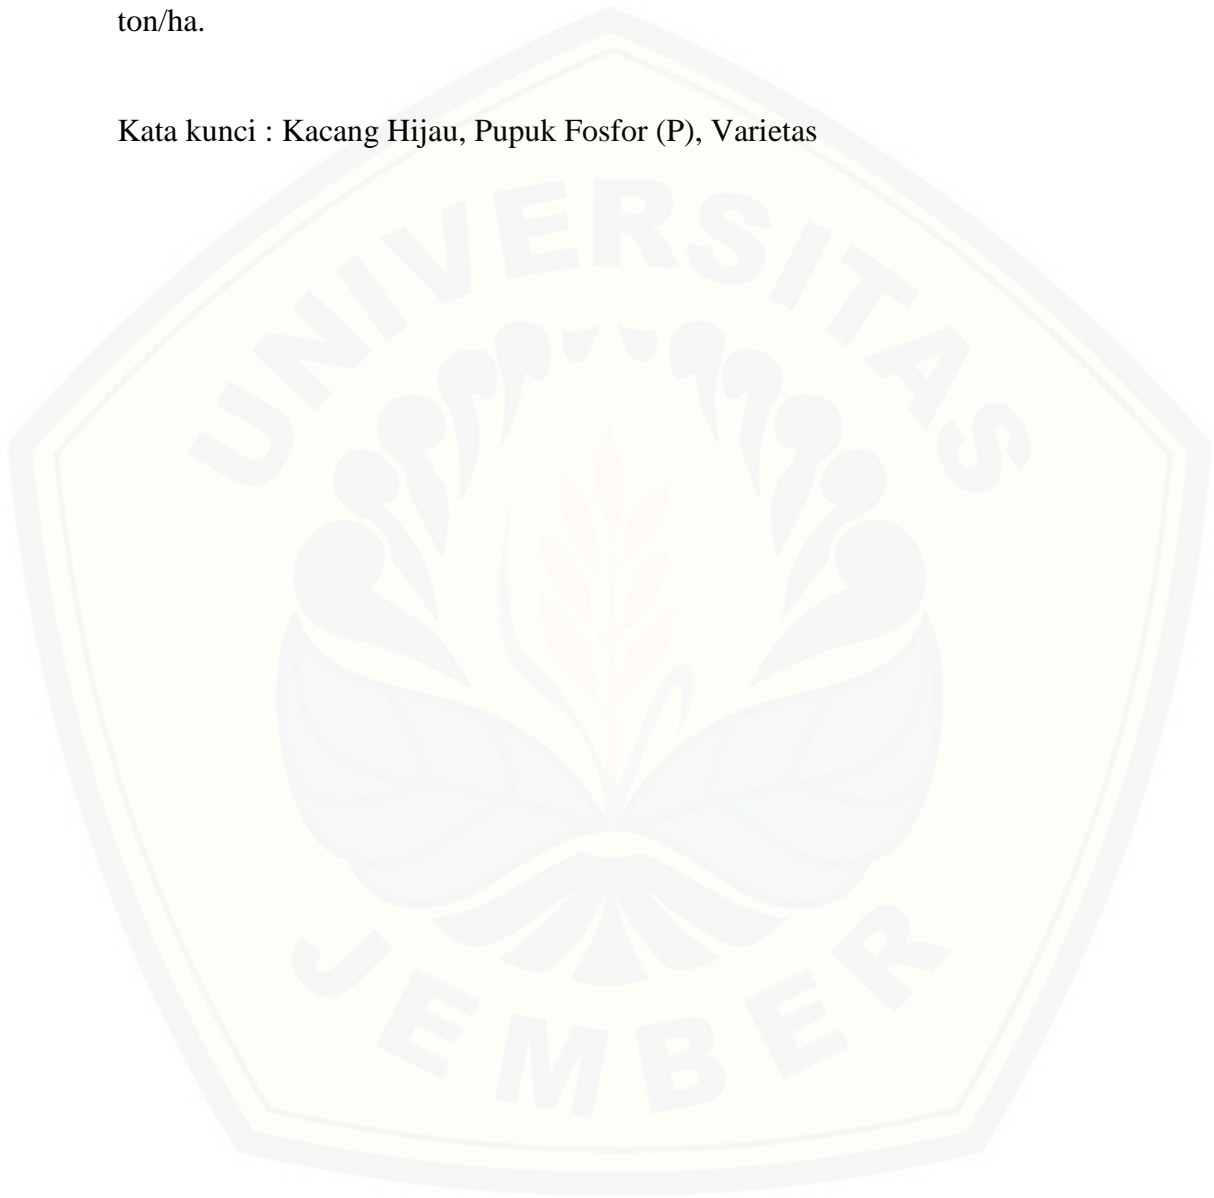 ton/ha.
Kata kunci : Kacang Hijau, Pupuk Fosfor (P), Varietas
UNIVERSITAS
JEMBER